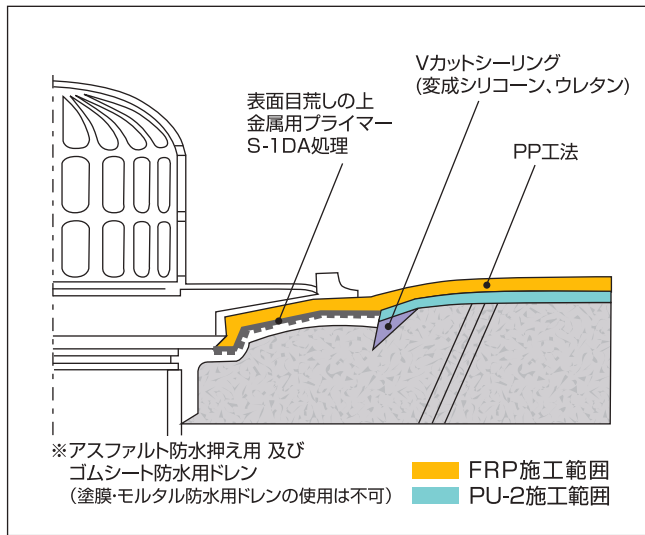 Vカットシーリング
(変成シリコーン、ウレタン)
表面目荒しの上
金属用プライマー
S-1DA処理
PP工法
※アスファルト防水押え用 及び
ゴムシート防水用ドレン
(塗膜・モルタル防水用ドレンの使用は不可)
FRP施工範囲
PU-2施工範囲